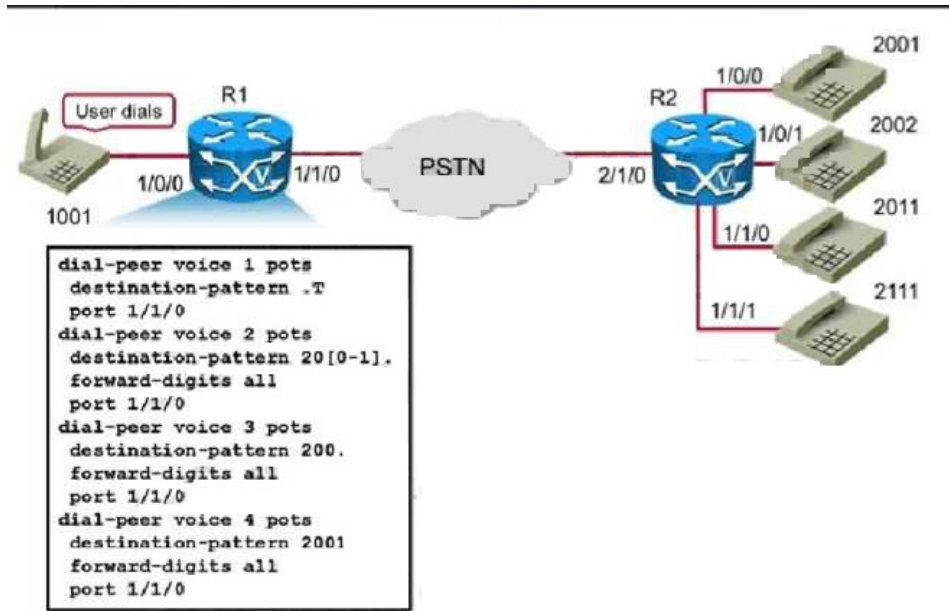 2001
1/0/0
R1
R2
User dials
1/0/1
2002
PSTN
1/0/0
1/1/0
2/1/0
1001
2011
1/1/0
2111
1/1/1
V
V
dial-peer voice 1 pots
destination-pattern .T
port 1/1/0
dial-peer voice 2 pots
destination-pattern 20[0-1].
forward-digits all
port 1/1/0
dial-peer voice 3 pots
destination-pattern 200.
forward-digits all
port 1/1/0
dial-peer voice 4 pots
destination-pattern 2001
forward-digits all
port 1/1/0